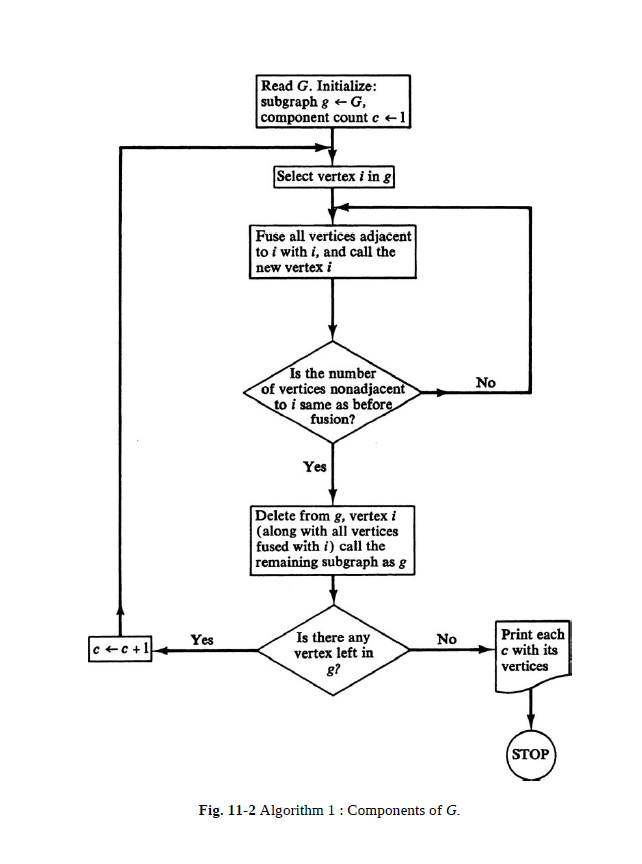 Read G. Initialize:
subgraph g ← G,
component count c ← 1
Select vertex i in g
Fuse all vertices adjacent
to i with i, and call the
new vertex i
Is the number
of vertices nonadjacent
to i same as before
fusion?
No
Yes
Delete from g, vertex i
(along with all vertices
fused with i) call the
remaining subgraph as g
Is there any
vertex left in
g?
Yes
c ← c + 1
No
Print each
c with its
vertices
STOP
Fig. 11-2 Algorithm 1 : Components of G.